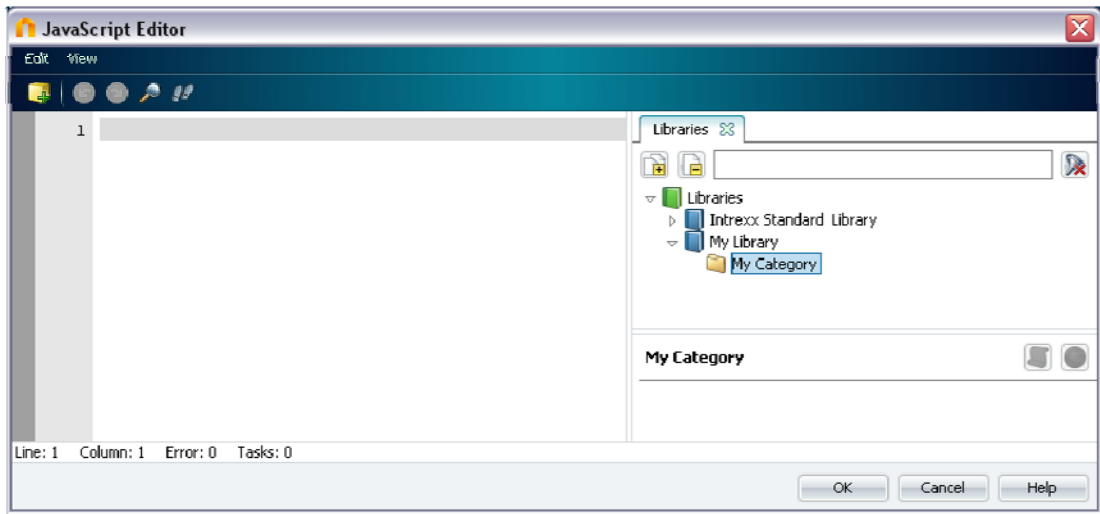 JavaScript Editor
Edit View
1
Libraries
Libraries
Intrexx Standard Library
My Library
My Category
My Category
Line: 1 Column: 1 Error: 0 Tasks: 0
OK Cancel Help